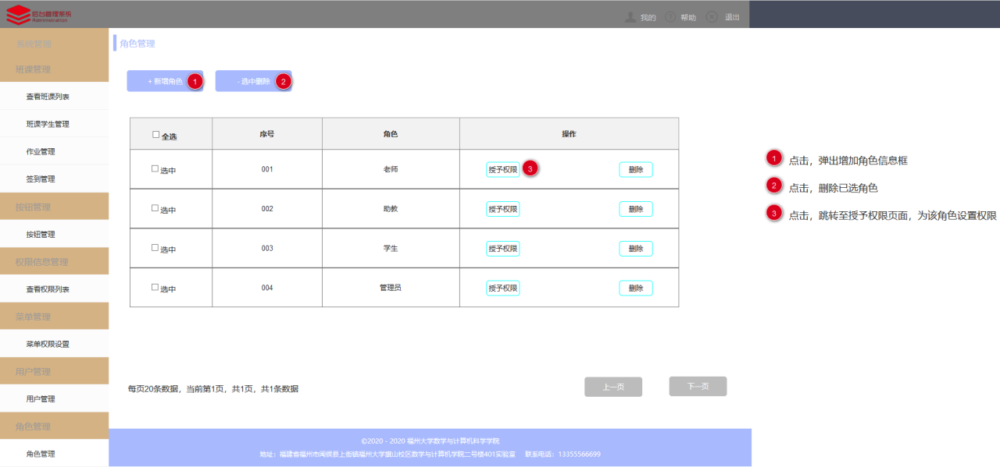 后台管理系统
Administration
我的
帮助
退出
系统管理
班课管理
查看班课列表
班课学生管理
作业管理
签到管理
按钮管理
按钮管理
权限信息管理
查看权限列表
菜单管理
菜单权限设置
用户管理
用户管理
角色管理
角色管理
角色管理
+ 新增角色 1
- 选中删除 2
全选 序号 角色 操作
选中 001 老师 授予权限 3 删除
选中 002 助教 授予权限 删除
选中 003 学生 授予权限 删除
选中 004 管理员 授予权限 删除
每页20条数据，当前第1页，共1页，共1条数据
上一页
下一页
©2020 - 2020 福州大学数学与计算机科学学院
地址：福建省福州市闽侯县上街镇福州大学旗山校区数学与计算机学院二号楼401实验室 联系电话：13355566699
1 点击，弹出增加角色信息框
2 点击，删除已选角色
3 点击，跳转至授予权限页面，为该角色设置权限